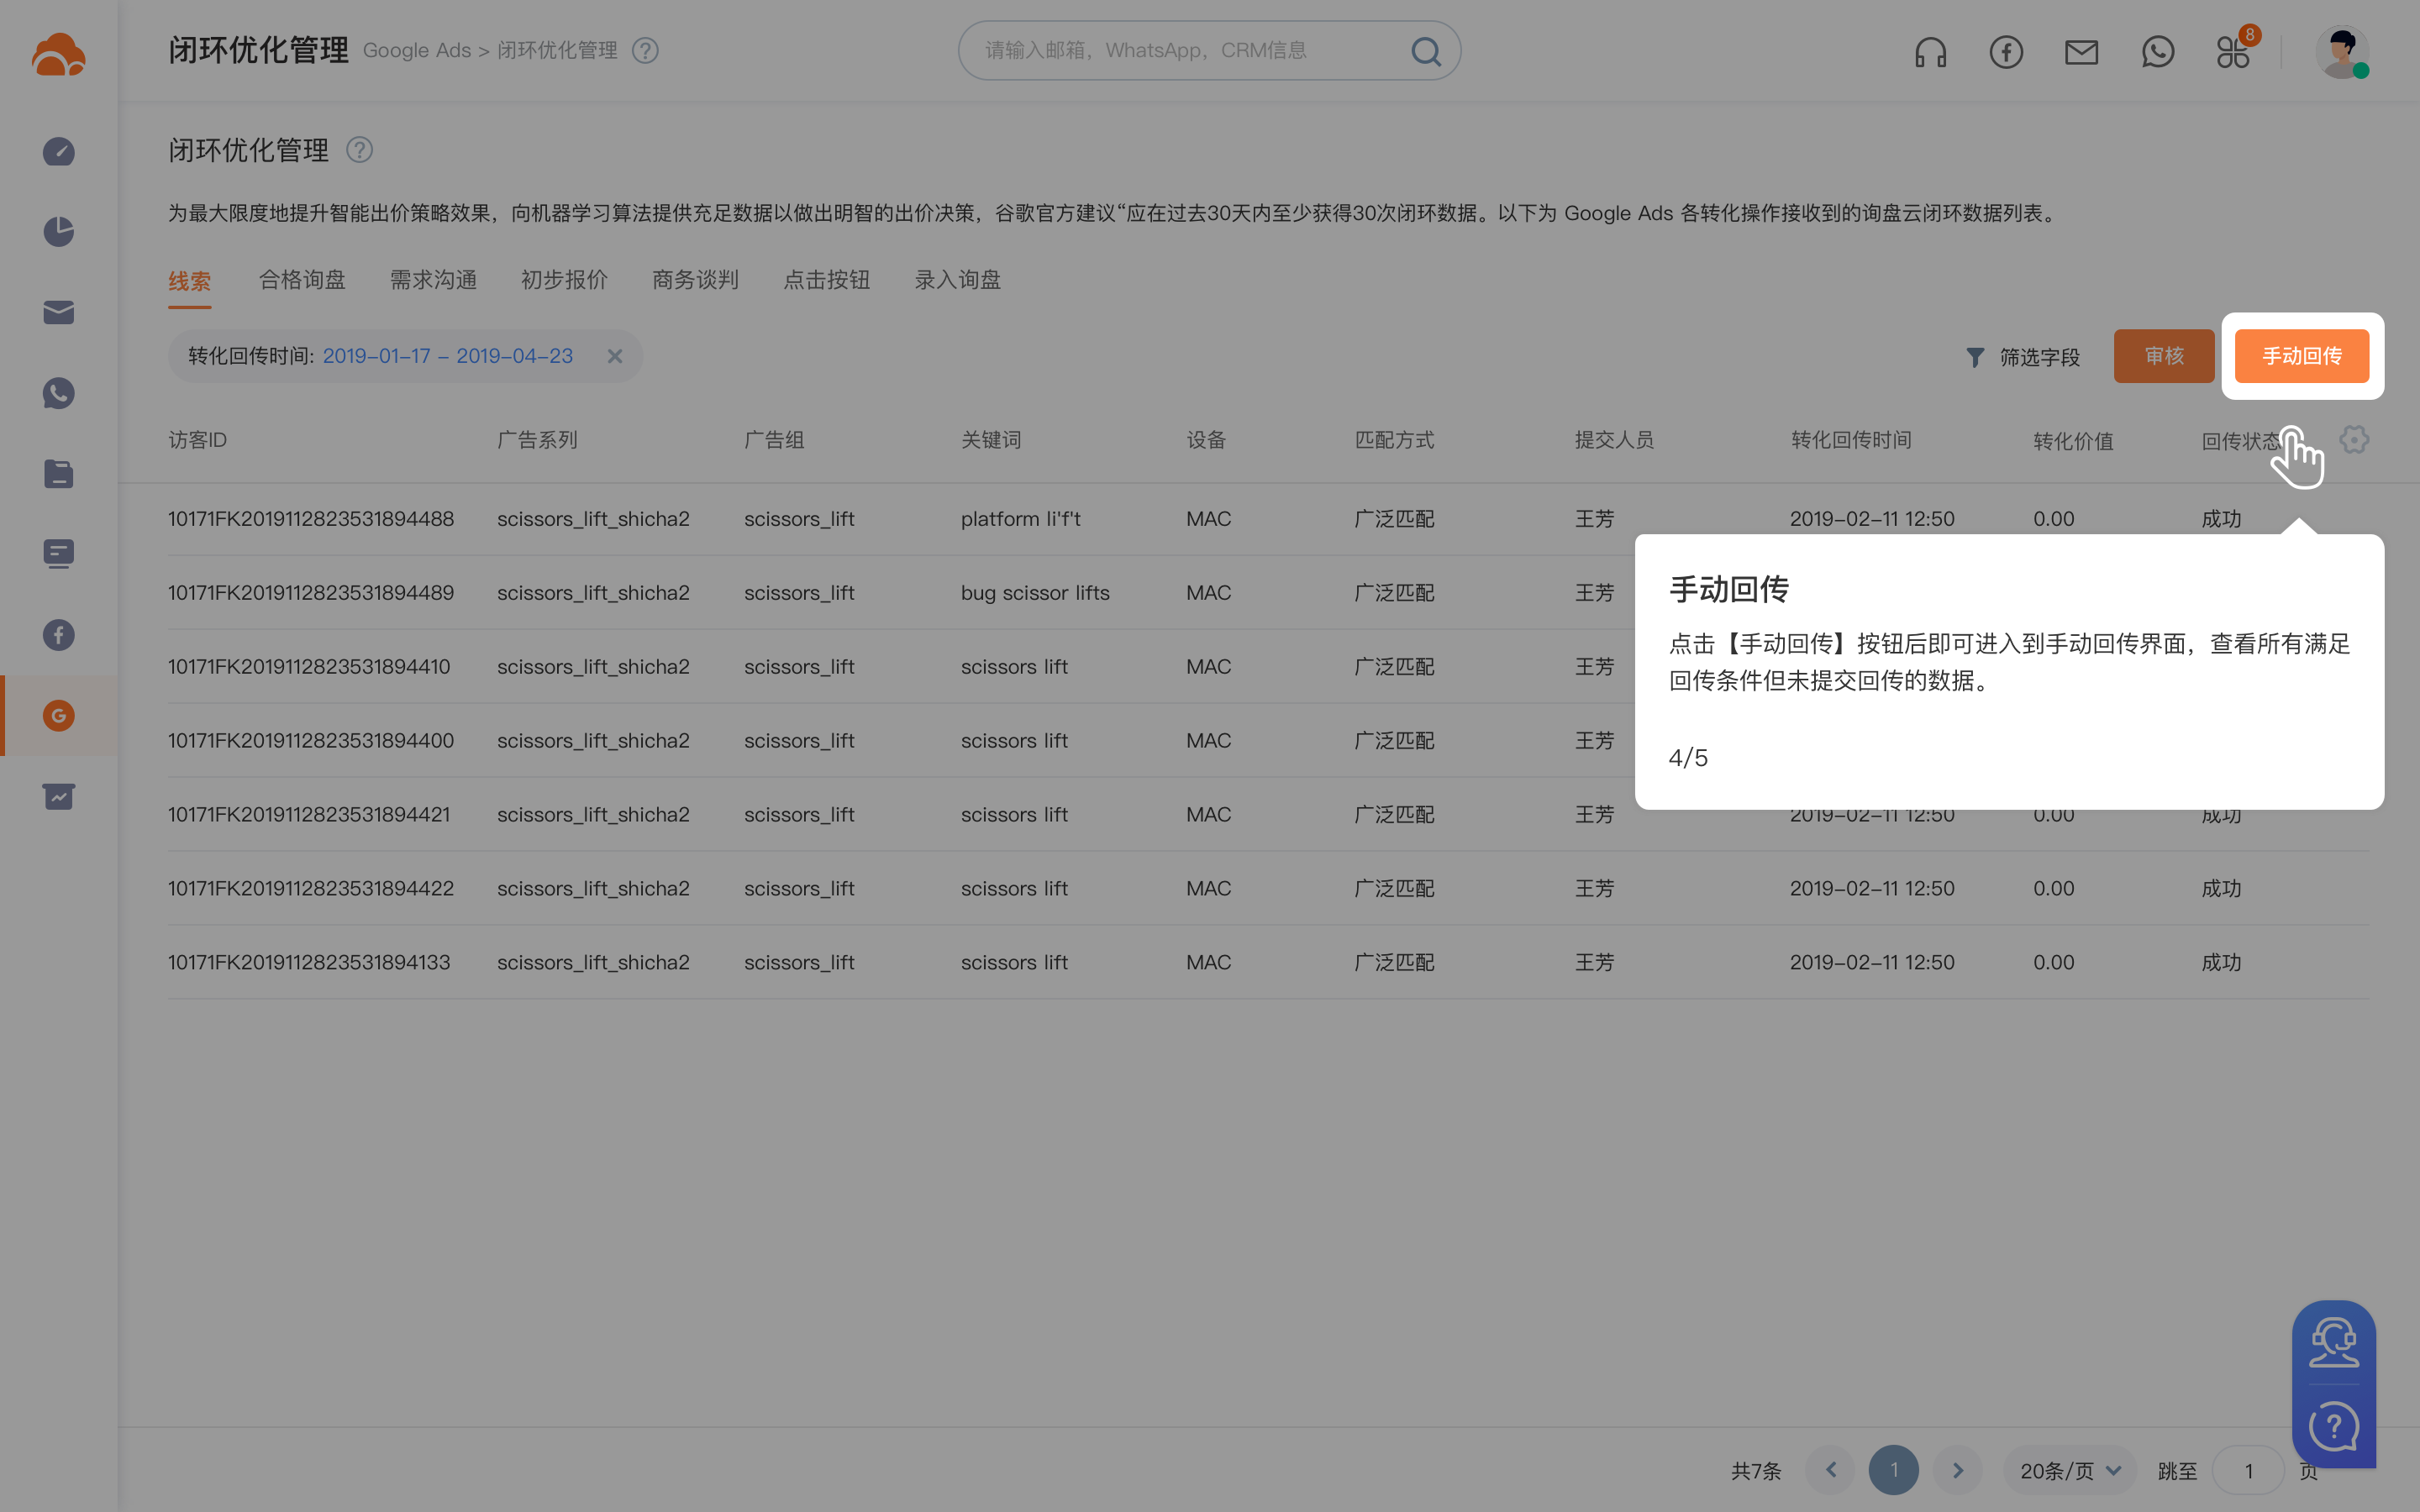 闭环优化管理 Google Ads > 闭环优化管理 ?
请输入邮箱，WhatsApp，CRM信息
8
闭环优化管理 ?
为最大限度地提升智能出价策略效果，向机器学习算法提供充足数据以做出明智的出价决策，谷歌官方建议“应在过去30天内至少获得30次闭环数据。以下为 Google Ads 各转化操作接收到的询盘云闭环数据列表。
线索 合格询盘 需求沟通 初步报价 商务谈判 点击按钮 录入询盘
转化回传时间: 2019-01-17 - 2019-04-23
筛选字段 审核 手动回传
访客ID 广告系列 广告组 关键词 设备 匹配方式 提交人员 转化回传时间 转化价值 回传状态
10171FK2019112823531894488 scissors_lift_shicha2 scissors_lift platform li'f't MAC 广泛匹配 王芳 2019-02-11 12:50 0.00 成功
10171FK2019112823531894489 scissors_lift_shicha2 scissors_lift bug scissor lifts MAC 广泛匹配 王芳
10171FK2019112823531894410 scissors_lift_shicha2 scissors_lift scissors lift MAC 广泛匹配 王芳
10171FK2019112823531894400 scissors_lift_shicha2 scissors_lift scissors lift MAC 广泛匹配 王芳
10171FK2019112823531894421 scissors_lift_shicha2 scissors_lift scissors lift MAC 广泛匹配 王芳 2019-02-11 12:50 0.00 成功
10171FK2019112823531894422 scissors_lift_shicha2 scissors_lift scissors lift MAC 广泛匹配 王芳 2019-02-11 12:50 0.00 成功
10171FK2019112823531894133 scissors_lift_shicha2 scissors_lift scissors lift MAC 广泛匹配 王芳 2019-02-11 12:50 0.00 成功
手动回传
点击【手动回传】按钮后即可进入到手动回传界面，查看所有满足
回传条件但未提交回传的数据。
4/5
共7条 1 20条/页 跳至 1 页